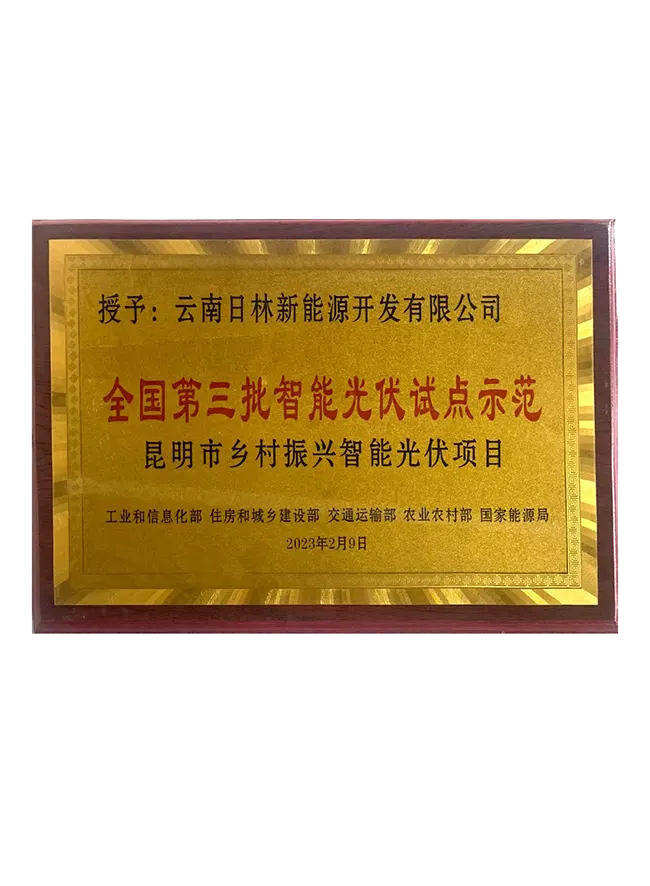 授予：云南日林新能源开发有限公司
全国第三批智能光伏试点示范
昆明市乡村振兴智能光伏项目
工业和信息化部 住房和城乡建设部 交通运输部 农业农村部 国家能源局
2023年2月9日